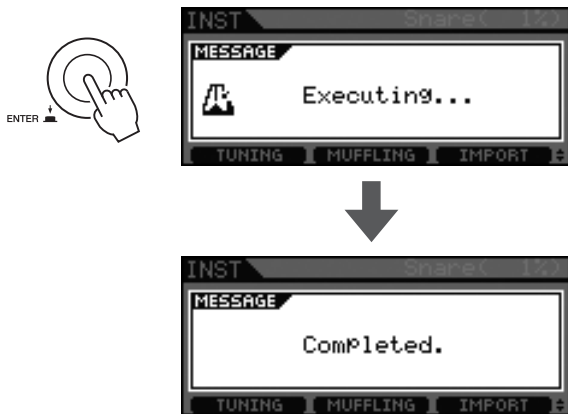 INST Snare( 1%)
MESSAGE
ENTER
Executing...
TUNING MUFFLING IMPORT
INST Snare( 1%)
MESSAGE
Completed.
TUNING MUFFLING IMPORT